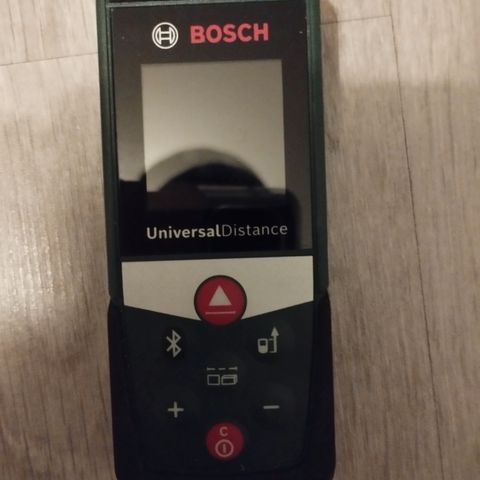 BOSCH
UniversalDistance
+ −
C